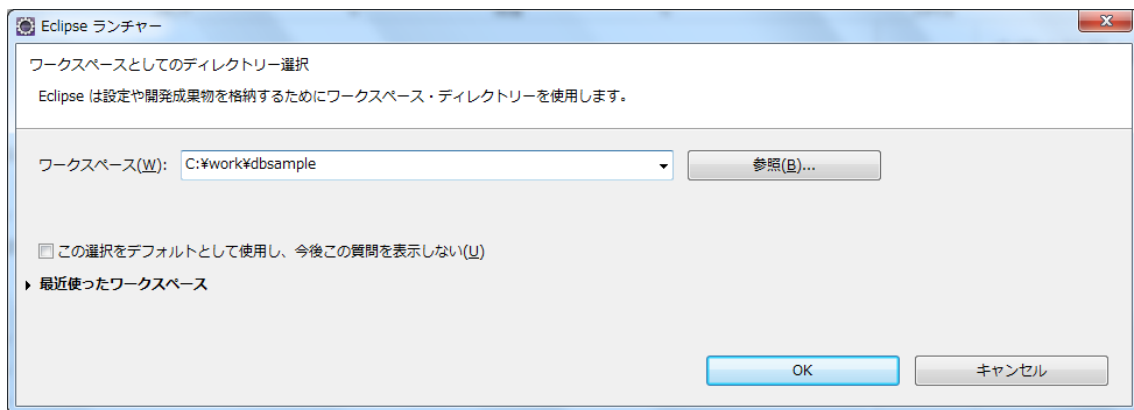 Eclipse ランチャー
ワークスペースとしてのディレクトリー選択
Eclipse は設定や開発成果物を格納するためにワークスペース・ディレクトリーを使用します。
ワークスペース(W): C:¥work¥dbsample 参照(B)...
この選択をデフォルトとして使用し、今後この質問を表示しない(U)
最近使ったワークスペース
OK キャンセル